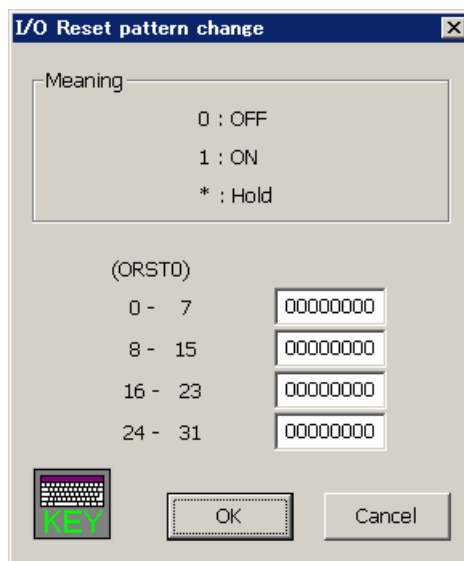 I/O Reset pattern change
Meaning
0 : OFF
1 : ON
* : Hold
(ORST0)
0 - 7 00000000
8 - 15 00000000
16 - 23 00000000
24 - 31 00000000
KEY OK Cancel